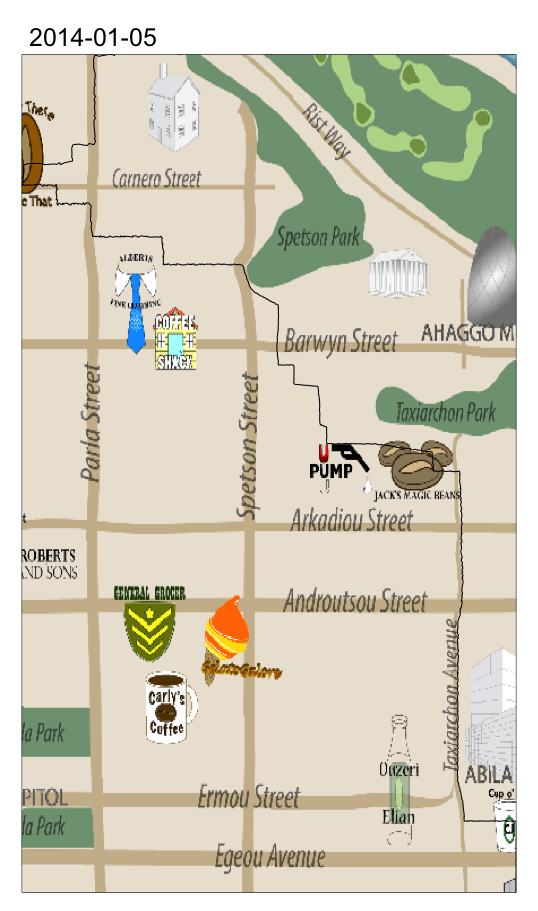 2014-01-05
There
Rist Way
Carnero Street
e That
Spetson Park
ALBERTS
FINE CLOTHING
COFFEE
SHACK
Barwyn Street
AHAGGO M
Parla Street
Spetson Street
Taxiarchon Park
U
PUMP
JACK'S MAGIC BEANS
t
Arkadiou Street
ROBERTS
AND SONS
GENERAL GROCER
Androutsou Street
GelatoGalore
Carly's
Coffee
Taxiarchon Avenue
la Park
Ouzeri
Elian
ABILA
PITOL
Ermou Street
Cup o'
la Park
Egeou Avenue